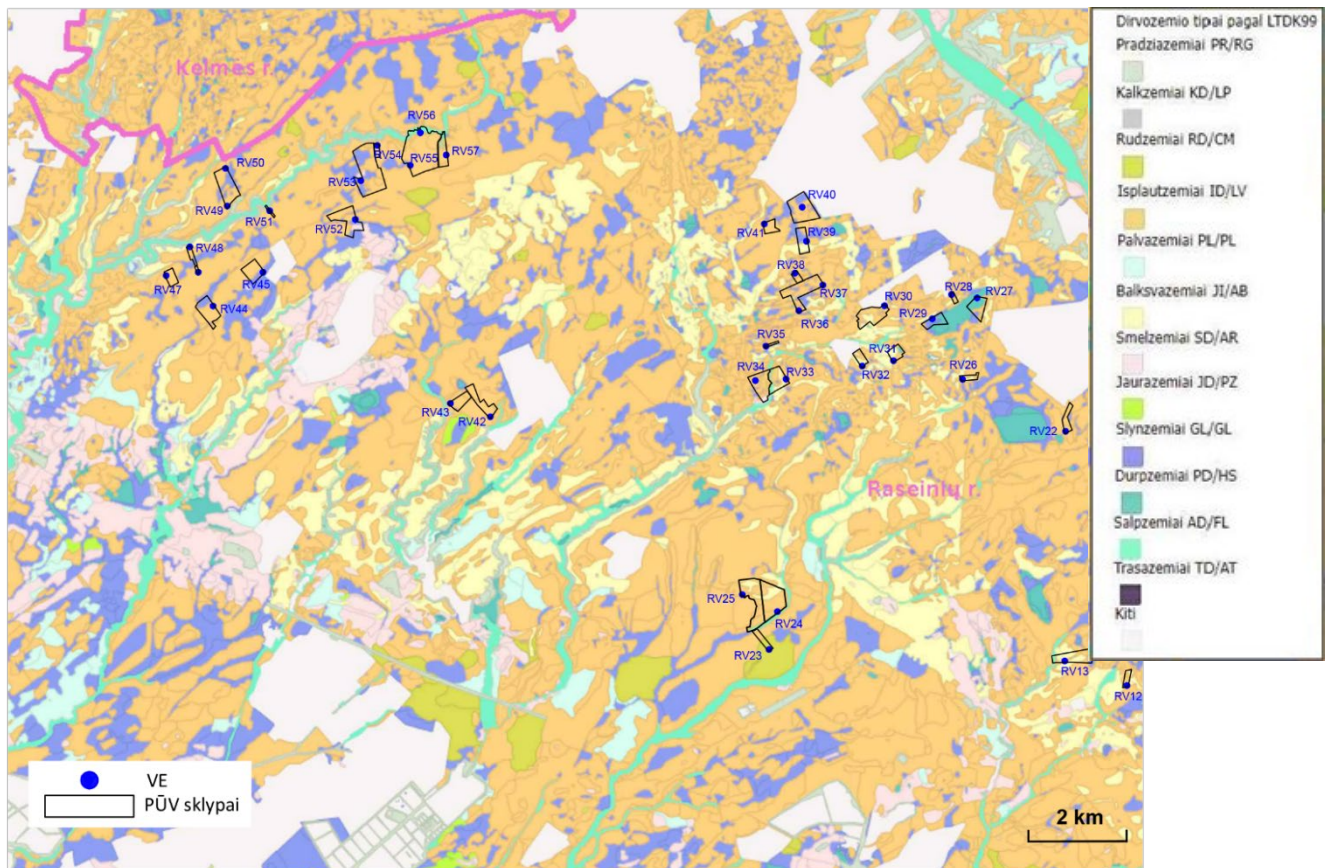 Dirvozemio tipai pagal LTDK99
Pradziazemiai PR/RG
Kalkzemiai KD/LP
Rudzemiai RD/CM
Isplautzemiai ID/LV
Palvazemiai PL/PL
Balksvazemiai JI/AB
Smelzemiai SD/AR
Jaurazemiai JD/PZ
Slynzemiai GL/GL
Durpzemiai PD/HS
Salpzemiai AD/FL
Trasazemiai TD/AT
Kiti
Kelmės r.
RV56
RV54
RV55
RV57
RV50
RV53
RV49
RV51
RV52
RV48
RV47
RV45
RV44
RV40
RV41
RV39
RV38
RV37
RV36
RV30
RV28
RV27
RV29
RV35
RV31
RV32
RV34
RV33
RV26
RV43
RV42
RV22
Raseinių r.
RV25
RV24
RV23
RV13
RV12
VE
PŪV sklypai
2 km